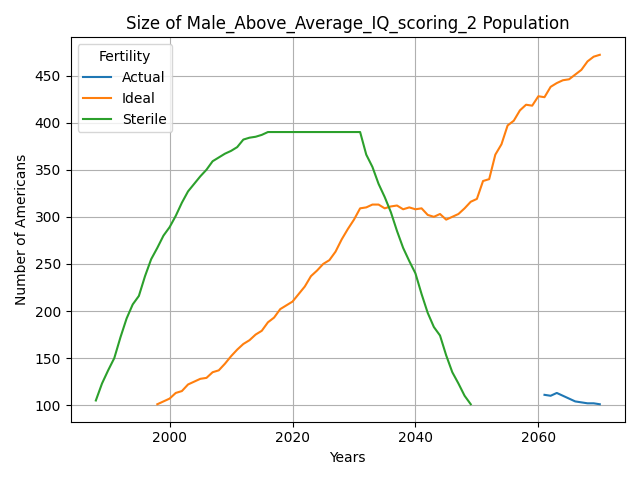 Size of Male_Above_Average_IQ_scoring_2 Population
Fertility
Actual
Ideal
Sterile
Number of Americans
450
400
350
300
250
200
150
100
2000 2020 2040 2060
Years